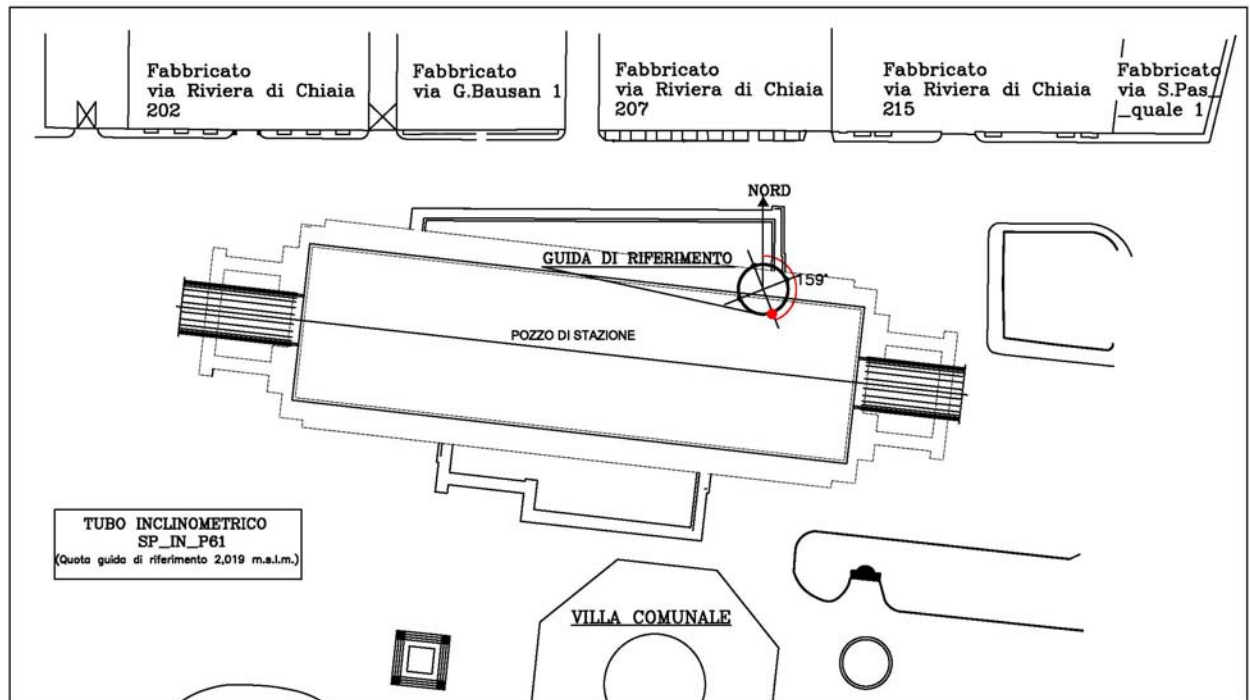 Fabbricato
via Riviera di Chiaia
202
Fabbricato
via G.Bausan 1
Fabbricato
via Riviera di Chiaia
207
Fabbricato
via Riviera di Chiaia
215
Fabbricato
via S.Pas_
_quale 1
NORD
GUIDA DI RIFERIMENTO
159°
POZZO DI STAZIONE
TUBO INCLINOMETRICO
SP_IN_P61
(Quota guida di riferimento 2,019 m.s.l.m.)
VILLA COMUNALE